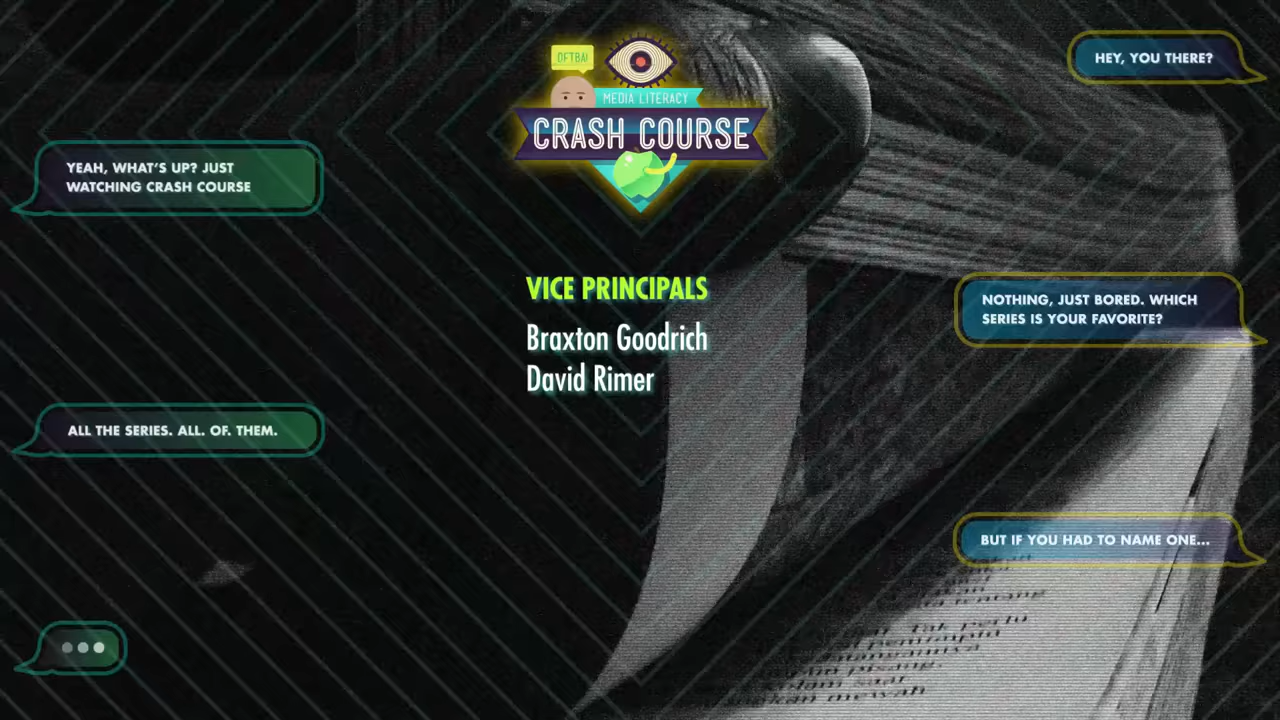 DFTBA!
MEDIA LITERACY
CRASH COURSE
HEY, YOU THERE?
YEAH, WHAT'S UP? JUST
WATCHING CRASH COURSE
VICE PRINCIPALS
Braxton Goodrich
David Rimer
NOTHING, JUST BORED. WHICH
SERIES IS YOUR FAVORITE?
ALL THE SERIES. ALL. OF. THEM.
BUT IF YOU HAD TO NAME ONE...